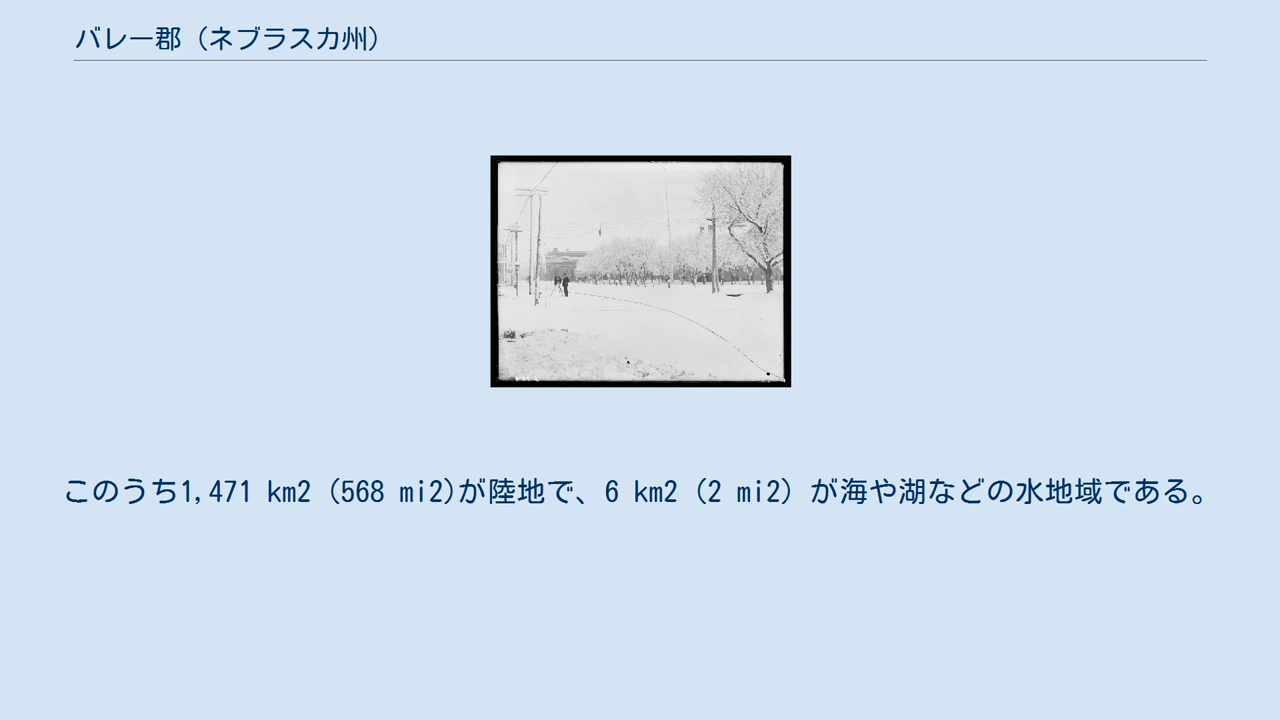 バレー郡（ネブラスカ州）
このうち1,471 km2 (568 mi2)が陸地で、6 km2 (2 mi2) が海や湖などの水地域である。